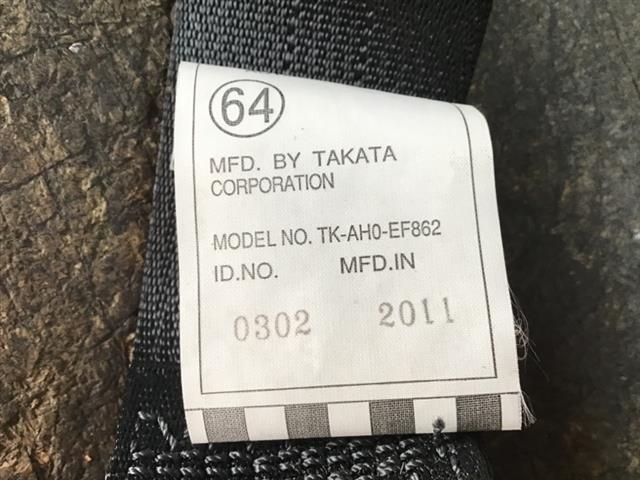 64
MFD. BY TAKATA
CORPORATION
MODEL NO. TK-AH0-EF862
ID.NO. MFD.IN
0302 2011